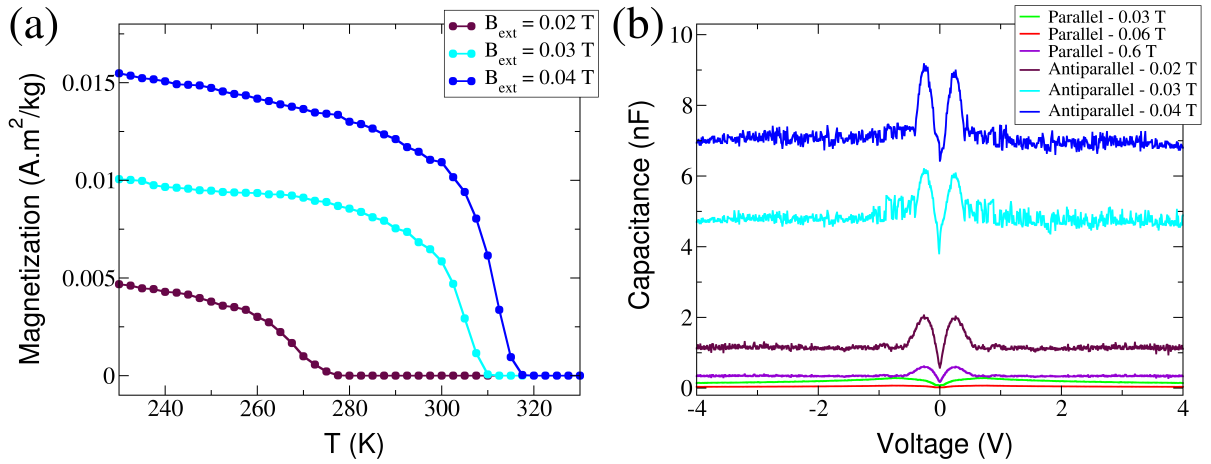 (a)
B_ext = 0.02 T
B_ext = 0.03 T
B_ext = 0.04 T
Magnetization (A.m^2/kg)
0.015
0.01
0.005
0
240 260 280 300 320
T (K)
(b)
Parallel - 0.03 T
Parallel - 0.06 T
Parallel - 0.6 T
Antiparallel - 0.02 T
Antiparallel - 0.03 T
Antiparallel - 0.04 T
Capacitance (nF)
10
8
6
4
2
0
-4 -2 0 2 4
Voltage (V)